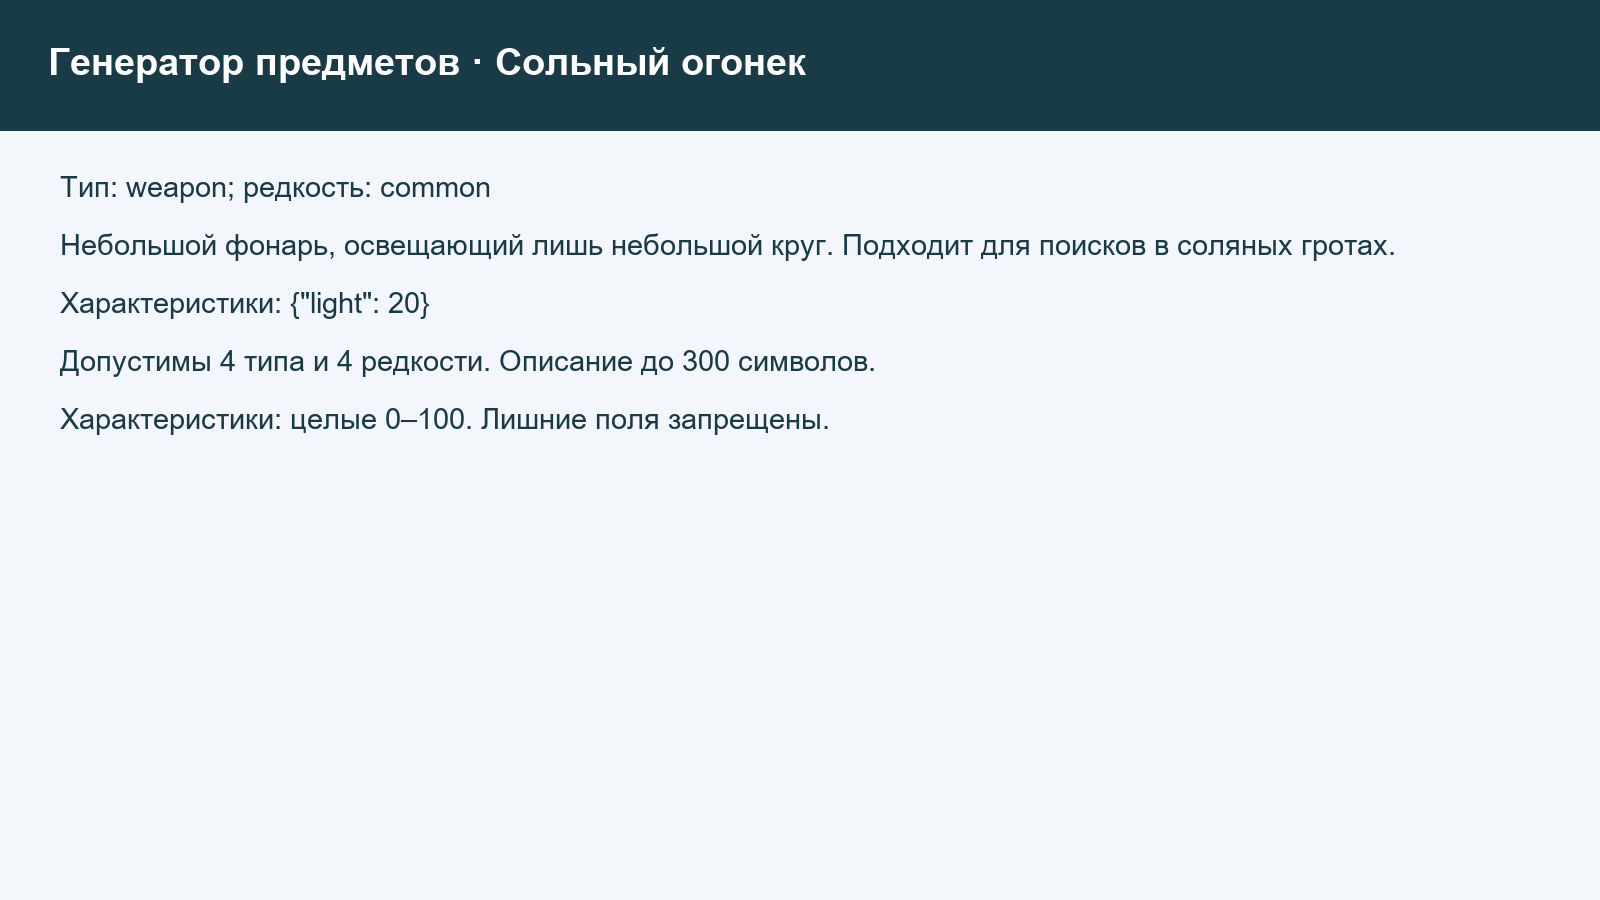 Генератор предметов · Сольный огонек
Тип: weapon; редкость: common
Небольшой фонарь, освещающий лишь небольшой круг. Подходит для поисков в соляных гротах.
Характеристики: {"light": 20}
Допустимы 4 типа и 4 редкости. Описание до 300 символов.
Характеристики: целые 0–100. Лишние поля запрещены.